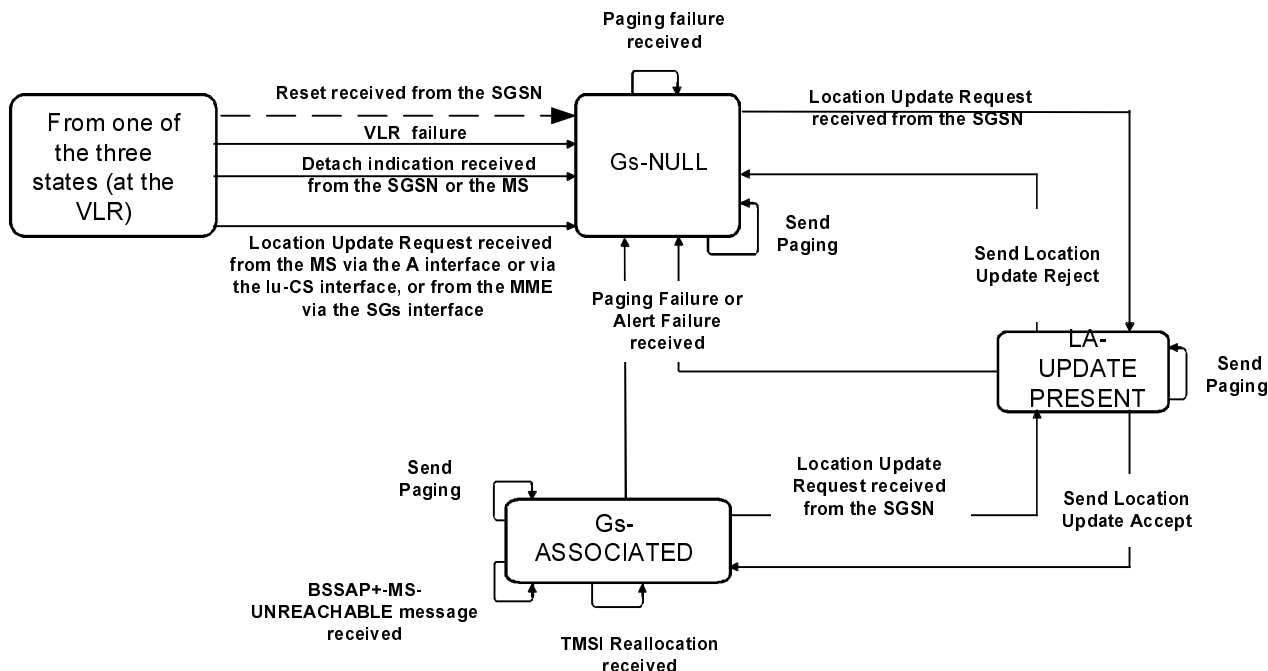 Paging failure
received
Reset received from the SGSN
Location Update Request
received from the SGSN
From one of
the three
states (at the
VLR)
VLR failure
Gs-NULL
Detach indication received
from the SGSN or the MS
Send
Paging
Location Update Request received
from the MS via the A interface or via
the Iu-CS interface, or from the MME
via the SGs interface
Send Location
Update Reject
Paging Failure or
Alert Failure
received
LA-
UPDATE
PRESENT
Send
Paging
Send
Paging
Location Update
Request received
from the SGSN
Send Location
Update Accept
Gs-
ASSOCIATED
BSSAP+-MS-
UNREACHABLE message
received
TMSI Reallocation
received